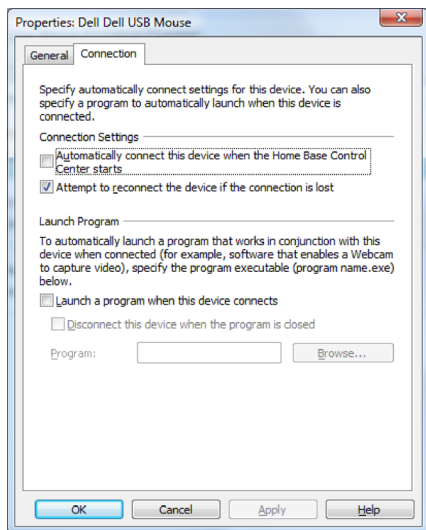 Properties: Dell Dell USB Mouse
General
Connection
Specify automatically connect settings for this device. You can also
specify a program to automatically launch when this device is
connected.
Connection Settings
Automatically connect this device when the Home Base Control
Center starts
Attempt to reconnect the device if the connection is lost
Launch Program
To automatically launch a program that works in conjunction with this
device when connected (for example, software that enables a Webcam
to capture video), specify the program executable (program name.exe)
below.
Launch a program when this device connects
Disconnect this device when the program is closed
Program:
Browse...
OK
Cancel
Apply
Help